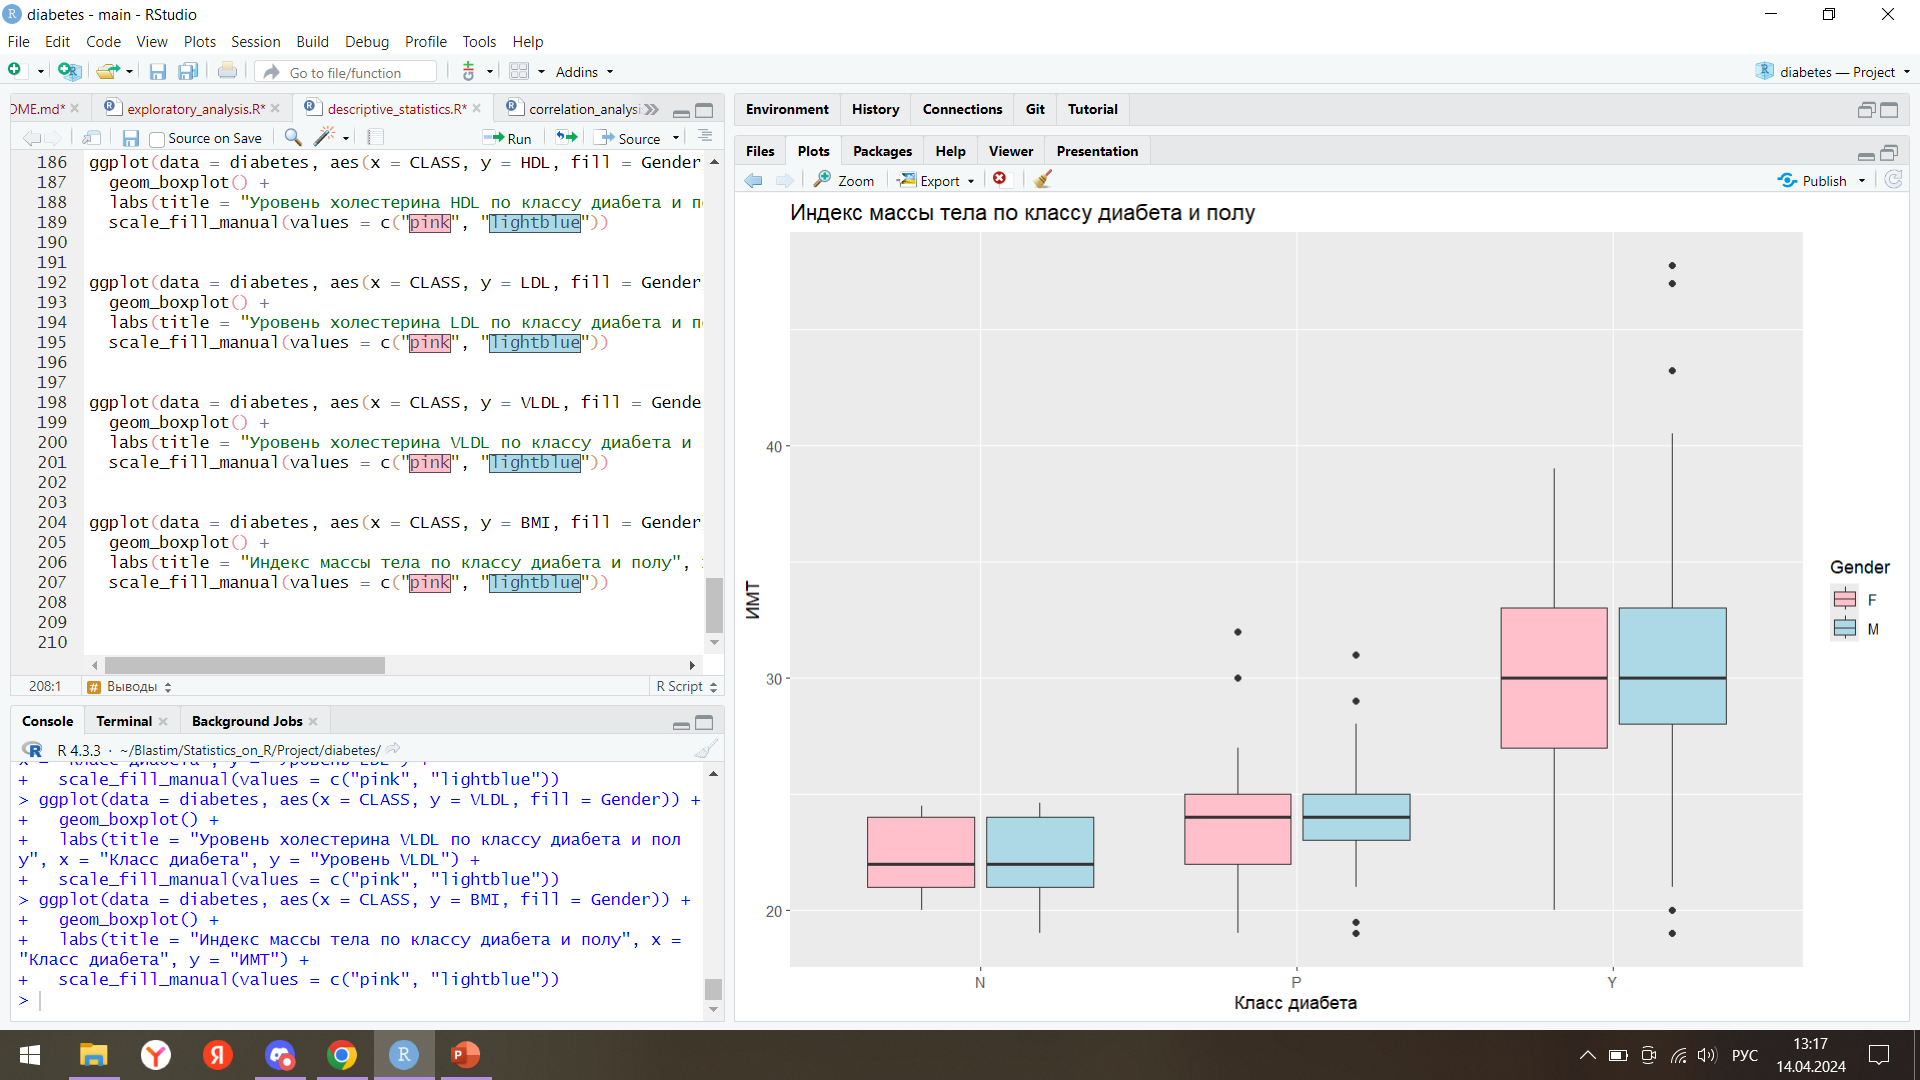 diabetes - main - RStudio
File Edit Code View Plots Session Build Debug Profile Tools Help
Go to file/function
Addins
diabetes — Project
OME.md*
exploratory_analysis.R*
descriptive_statistics.R*
correlation_analysi
Source on Save
Run
Source
186 ggplot(data = diabetes, aes(x = CLASS, y = HDL, fill = Gender
187 geom_boxplot() +
188 labs(title = "Уровень холестерина HDL по классу диабета и п
189 scale_fill_manual(values = c("pink", "lightblue"))
190
191
192 ggplot(data = diabetes, aes(x = CLASS, y = LDL, fill = Gender
193 geom_boxplot() +
194 labs(title = "Уровень холестерина LDL по классу диабета и п
195 scale_fill_manual(values = c("pink", "lightblue"))
196
197
198 ggplot(data = diabetes, aes(x = CLASS, y = VLDL, fill = Gende
199 geom_boxplot() +
200 labs(title = "Уровень холестерина VLDL по классу диабета и
201 scale_fill_manual(values = c("pink", "lightblue"))
202
203
204 ggplot(data = diabetes, aes(x = CLASS, y = BMI, fill = Gender
205 geom_boxplot() +
206 labs(title = "Индекс массы тела по классу диабета и полу",
207 scale_fill_manual(values = c("pink", "lightblue"))
208
209
210
208:1 # Выводы R Script
Console Terminal Background Jobs
R 4.3.3 · ~/Blastim/Statistics_on_R/Project/diabetes/
x = "Класс диабета", y = "Уровень LDL") +
+ scale_fill_manual(values = c("pink", "lightblue"))
> ggplot(data = diabetes, aes(x = CLASS, y = VLDL, fill = Gender)) +
+ geom_boxplot() +
+ labs(title = "Уровень холестерина VLDL по классу диабета и пол
у", x = "Класс диабета", y = "Уровень VLDL") +
+ scale_fill_manual(values = c("pink", "lightblue"))
> ggplot(data = diabetes, aes(x = CLASS, y = BMI, fill = Gender)) +
+ geom_boxplot() +
+ labs(title = "Индекс массы тела по классу диабета и полу", x =
"Класс диабета", y = "ИМТ") +
+ scale_fill_manual(values = c("pink", "lightblue"))
>
Environment History Connections Git Tutorial
Files Plots Packages Help Viewer Presentation
Zoom Export Publish
Индекс массы тела по классу диабета и полу
40
30
20
ИМТ
N P Y
Класс диабета
Gender
F
M
РУС
13:17
14.04.2024